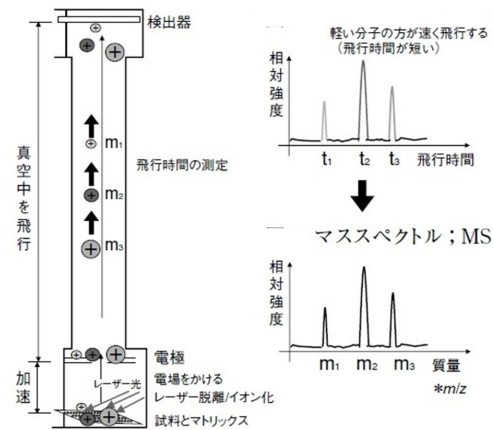 検出器
真空中を飛行
m₁
飛行時間の測定
m₂
m₃
電極
加速
レーザー光
電場をかける
レーザー脱離/イオン化
試料とマトリックス
軽い分子の方が速く飛行する
(飛行時間が短い)
相対強度
t₁ t₂ t₃ 飛行時間
マススペクトル；MS
相対強度
m₁ m₂ m₃ 質量
*m/z